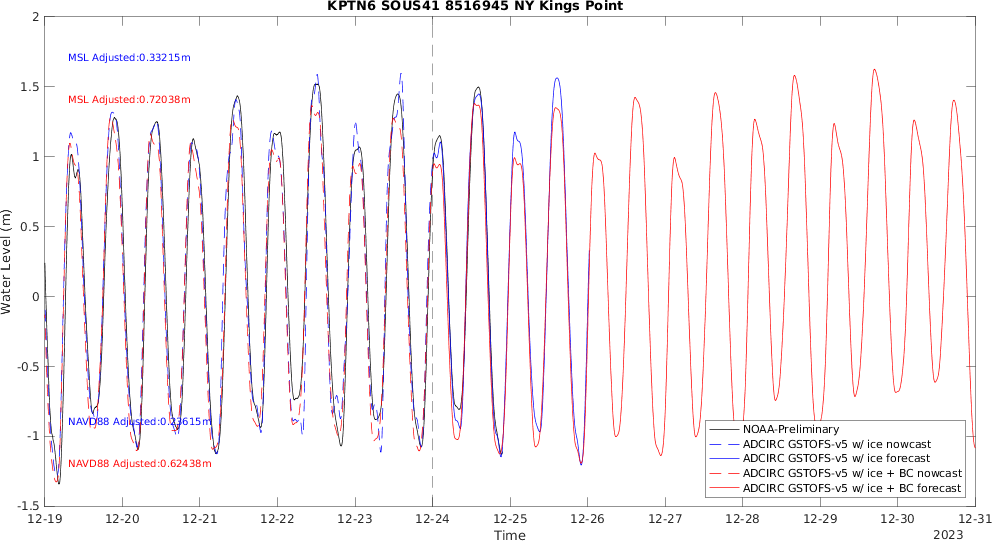 KPTN6 SOUS41 8516945 NY Kings Point
2
1.5
1
0.5
0
-0.5
-1
-1.5
Water Level (m)
MSL Adjusted:0.33215m
MSL Adjusted:0.72038m
NAVD88 Adjusted:0.23615m
NAVD88 Adjusted:0.62438m
NOAA-Preliminary
ADCIRC GSTOFS-v5 w/ ice nowcast
ADCIRC GSTOFS-v5 w/ ice forecast
ADCIRC GSTOFS-v5 w/ ice + BC nowcast
ADCIRC GSTOFS-v5 w/ ice + BC forecast
12-19 12-20 12-21 12-22 12-23 12-24 12-25 12-26 12-27 12-28 12-29 12-30 12-31
Time
2023